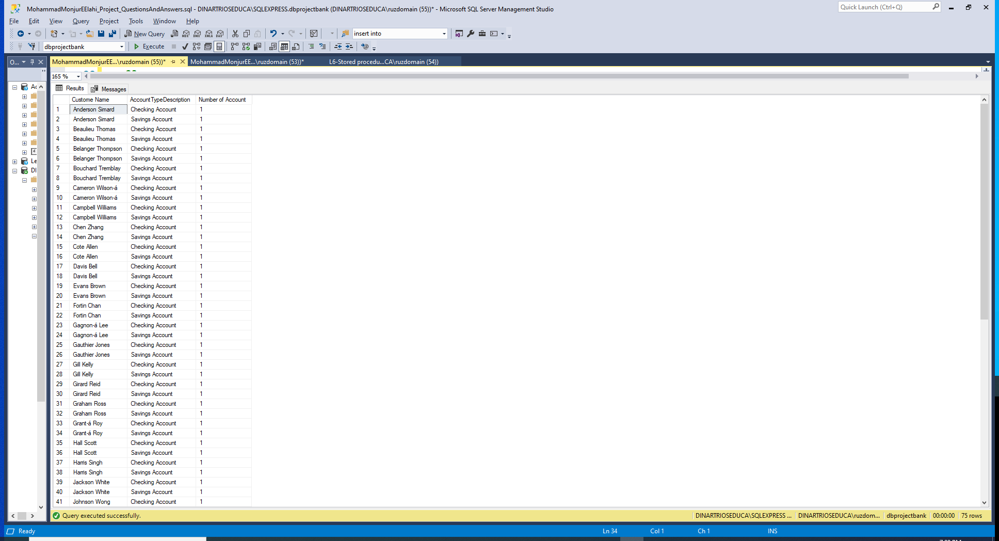 MohammadMonjurEElahi_Project_QuestionsAndAnswers.sql - DINARTRIOSEDUCA\SQLEXPRESS.dbprojectbank (DINARTRIOSEDUCA\ruzdomain (55))* - Microsoft SQL Server Management Studio
Quick Launch (Ctrl+Q)
File Edit View Query Project Tools Window Help
New Query MDX DMX XMLA DAX insert into
dbprojectbank Execute
O... MohammadMonjurEE...\ruzdomain (55))* MohammadMonjurEE...\ruzdomain (53))* L6-Stored procedu...CA\ruzdomain (54))
165 %
Results Messages
Custome Name AccountTypeDescription Number of Account
1 Anderson Simard Checking Account 1
2 Anderson Simard Savings Account 1
3 Beaulieu Thomas Checking Account 1
4 Beaulieu Thomas Savings Account 1
5 Belanger Thompson Checking Account 1
6 Belanger Thompson Savings Account 1
7 Bouchard Tremblay Checking Account 1
8 Bouchard Tremblay Savings Account 1
9 Cameron Wilson-á Checking Account 1
10 Cameron Wilson-á Savings Account 1
11 Campbell Williams Checking Account 1
12 Campbell Williams Savings Account 1
13 Chen Zhang Checking Account 1
14 Chen Zhang Savings Account 1
15 Cote Allen Checking Account 1
16 Cote Allen Savings Account 1
17 Davis Bell Checking Account 1
18 Davis Bell Savings Account 1
19 Evans Brown Checking Account 1
20 Evans Brown Savings Account 1
21 Fortin Chan Checking Account 1
22 Fortin Chan Savings Account 1
23 Gagnon-á Lee Checking Account 1
24 Gagnon-á Lee Savings Account 1
25 Gauthier Jones Checking Account 1
26 Gauthier Jones Savings Account 1
27 Gill Kelly Checking Account 1
28 Gill Kelly Savings Account 1
29 Girard Reid Checking Account 1
30 Girard Reid Savings Account 1
31 Graham Ross Checking Account 1
32 Graham Ross Savings Account 1
33 Grant-á Roy Checking Account 1
34 Grant-á Roy Savings Account 1
35 Hall Scott Checking Account 1
36 Hall Scott Savings Account 1
37 Harris Singh Checking Account 1
38 Harris Singh Savings Account 1
39 Jackson White Checking Account 1
40 Jackson White Savings Account 1
41 Johnson Wong Checking Account 1
Ac
Le
DI
Query executed successfully. DINARTRIOSEDUCA\SQLEXPRESS ... DINARTRIOSEDUCA\ruzdom... dbprojectbank 00:00:00 75 rows
Ready Ln 34 Col 1 Ch 1 INS